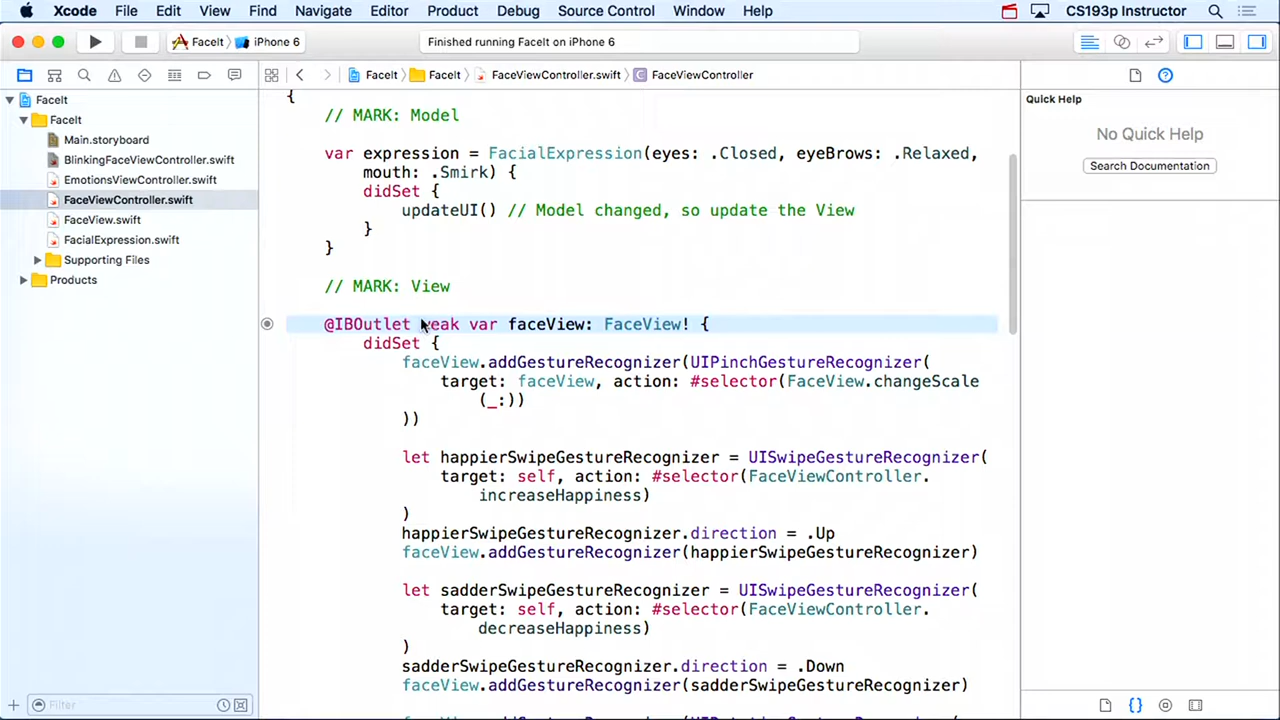 Xcode File Edit View Find Navigate Editor Product Debug Source Control Window Help CS193p Instructor
FaceIt iPhone 6 Finished running FaceIt on iPhone 6
FaceIt FaceIt FaceViewController.swift C FaceViewController
FaceIt
FaceIt
Main.storyboard
BlinkingFaceViewController.swift
EmotionsViewController.swift
FaceViewController.swift
FaceView.swift
FacialExpression.swift
Supporting Files
Products
Filter
{
// MARK: Model
var expression = FacialExpression(eyes: .Closed, eyeBrows: .Relaxed,
mouth: .Smirk) {
didSet {
updateUI() // Model changed, so update the View
}
}
// MARK: View
@IBOutlet weak var faceView: FaceView! {
didSet {
faceView.addGestureRecognizer(UIPinchGestureRecognizer(
target: faceView, action: #selector(FaceView.changeScale
(_:))
))
let happierSwipeGestureRecognizer = UISwipeGestureRecognizer(
target: self, action: #selector(FaceViewController.
increaseHappiness)
)
happierSwipeGestureRecognizer.direction = .Up
faceView.addGestureRecognizer(happierSwipeGestureRecognizer)
let sadderSwipeGestureRecognizer = UISwipeGestureRecognizer(
target: self, action: #selector(FaceViewController.
decreaseHappiness)
)
sadderSwipeGestureRecognizer.direction = .Down
faceView.addGestureRecognizer(sadderSwipeGestureRecognizer)
Quick Help
No Quick Help
Search Documentation